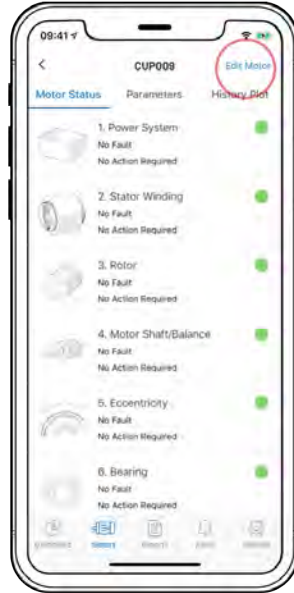 09:41
CUP009
Edit Motor
Motor Status
Parameters
History Plot
1. Power System
No Fault
No Action Required
2. Stator Winding
No Fault
No Action Required
3. Rotor
No Fault
No Action Required
4. Motor Shaft/Balance
No Fault
No Action Required
5. Eccentricity
No Fault
No Action Required
6. Bearing
No Fault
No Action Required